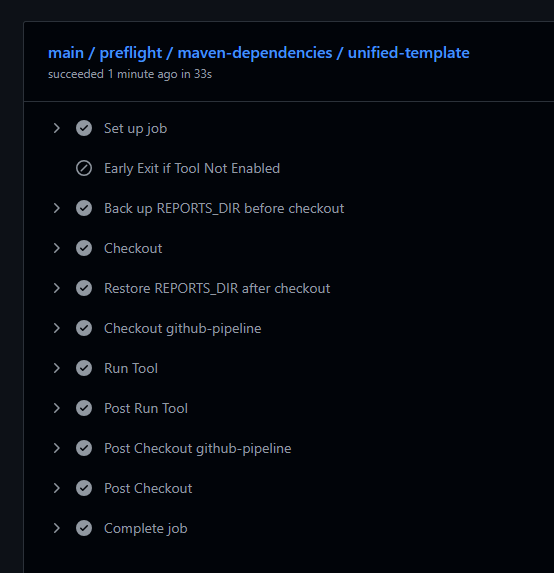 main / preflight / maven-dependencies / unified-template
succeeded 1 minute ago in 33s
Set up job
Early Exit if Tool Not Enabled
Back up REPORTS_DIR before checkout
Checkout
Restore REPORTS_DIR after checkout
Checkout github-pipeline
Run Tool
Post Run Tool
Post Checkout github-pipeline
Post Checkout
Complete job